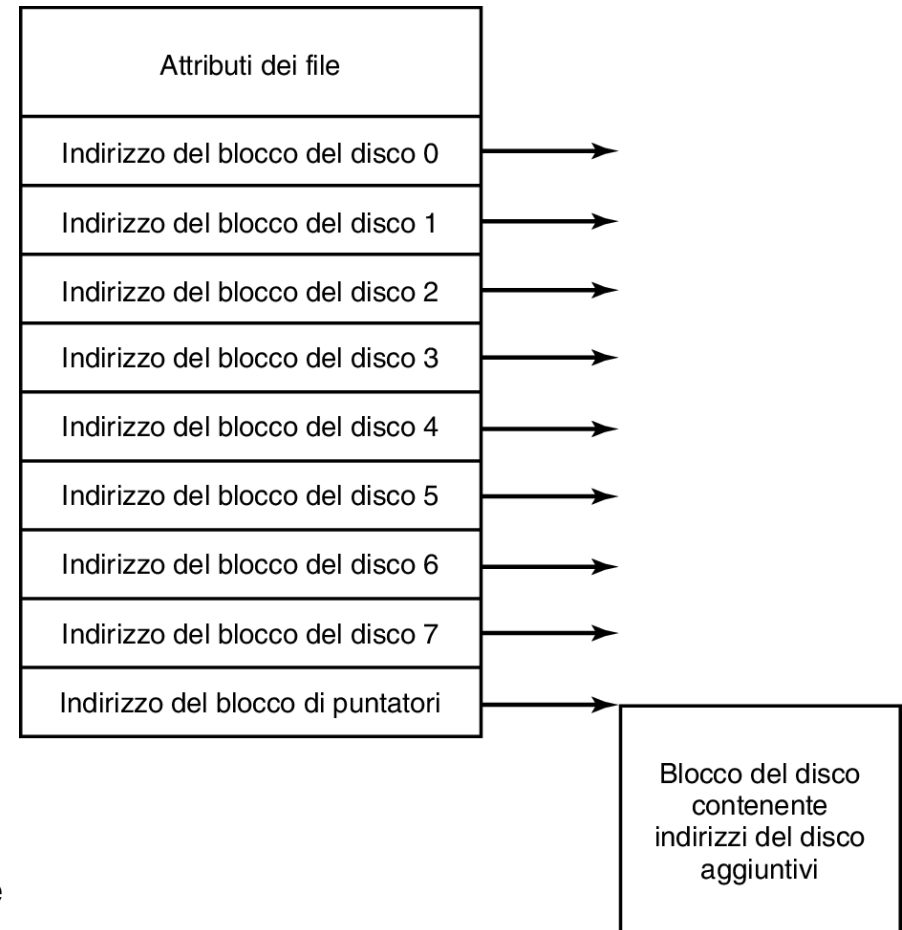 Attributi dei file
Indirizzo del blocco del disco 0
Indirizzo del blocco del disco 1
Indirizzo del blocco del disco 2
Indirizzo del blocco del disco 3
Indirizzo del blocco del disco 4
Indirizzo del blocco del disco 5
Indirizzo del blocco del disco 6
Indirizzo del blocco del disco 7
Indirizzo del blocco di puntatori
Blocco del disco
contenente
indirizzi del disco
aggiuntivi